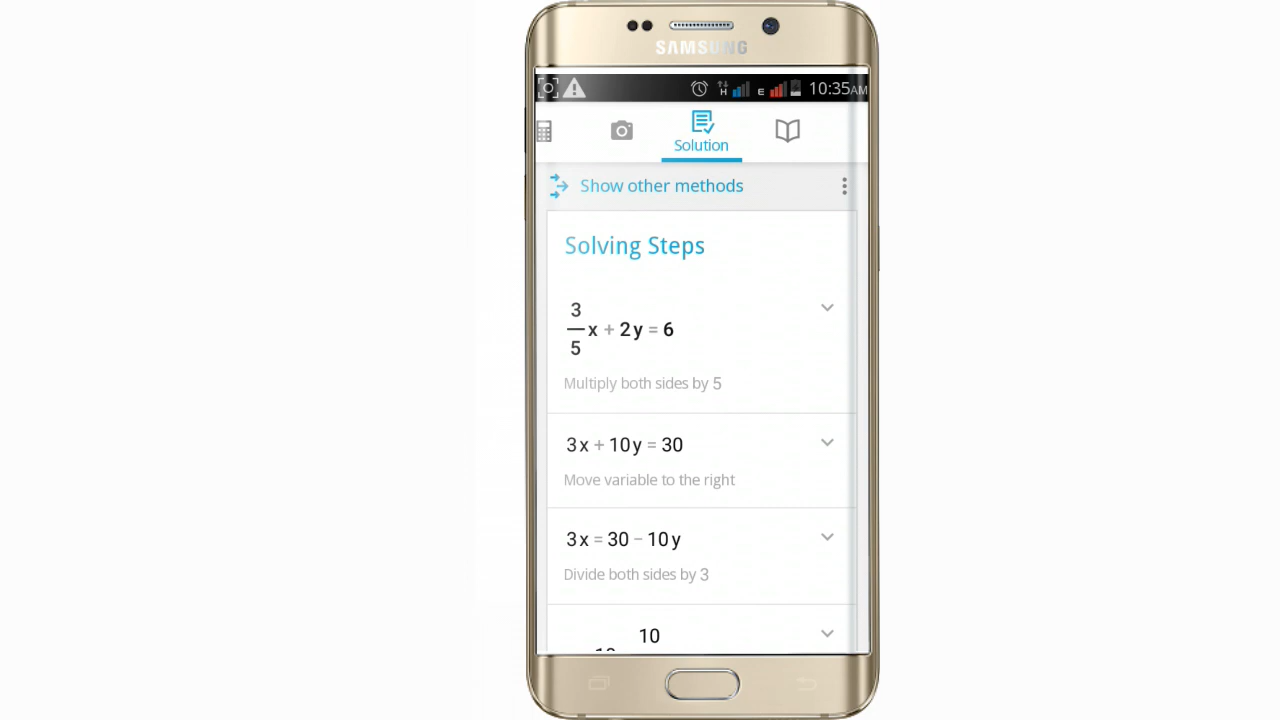 SAMSUNG
H E 10:35AM
Solution
Show other methods
Solving Steps
3
5
x + 2y = 6
Multiply both sides by 5
3x + 10y = 30
Move variable to the right
3x = 30 − 10y
Divide both sides by 3
10